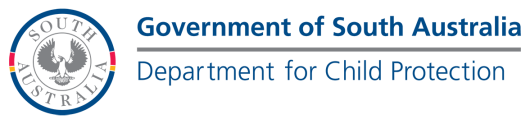 SOUTH
AUSTRALIA
Government of South Australia
Department for Child Protection